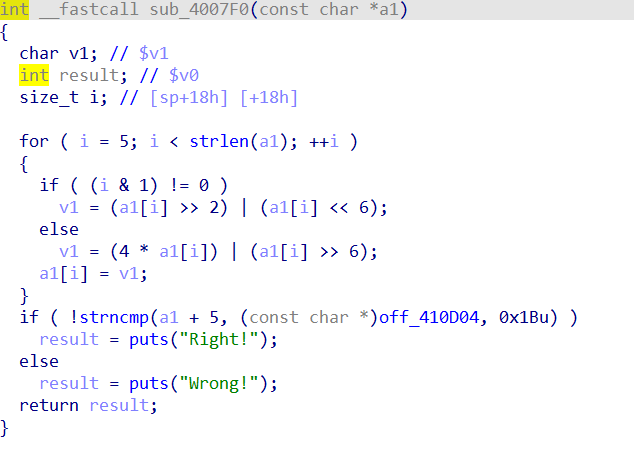 int __fastcall sub_4007F0(const char *a1)
{
char v1; // $v1
int result; // $v0
size_t i; // [sp+18h] [+18h]
for ( i = 5; i < strlen(a1); ++i )
{
if ( (i & 1) != 0 )
v1 = (a1[i] >> 2) | (a1[i] << 6);
else
v1 = (4 * a1[i]) | (a1[i] >> 6);
a1[i] = v1;
}
if ( !strncmp(a1 + 5, (const char *)off_410D04, 0x1Bu) )
result = puts("Right!");
else
result = puts("Wrong!");
return result;
}